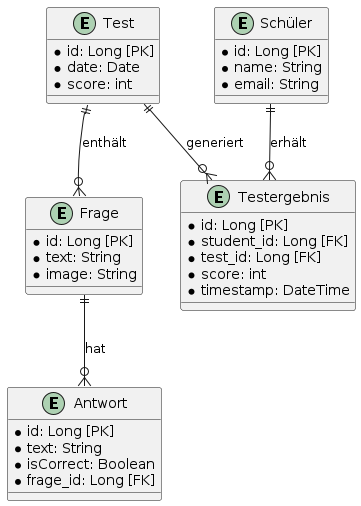 E Test
id: Long [PK]
date: Date
score: int
E Schüler
id: Long [PK]
name: String
email: String
enthält
generiert
erhält
E Frage
id: Long [PK]
text: String
image: String
E Testergebnis
id: Long [PK]
student_id: Long [FK]
test_id: Long [FK]
score: int
timestamp: DateTime
hat
E Antwort
id: Long [PK]
text: String
isCorrect: Boolean
frage_id: Long [FK]